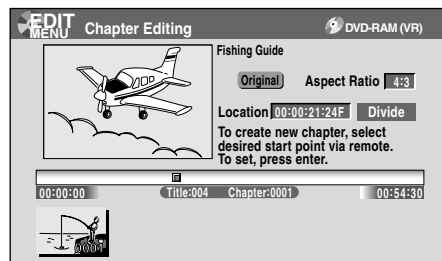 EDIT
MENU
Chapter Editing
DVD-RAM (VR)
Fishing Guide
Original
Aspect Ratio 4:3
Location 00:00:21:24F Divide
To create new chapter, select
desired start point via remote.
To set, press enter.
00:00:00
Title:004 Chapter:0001
00:54:30
0001